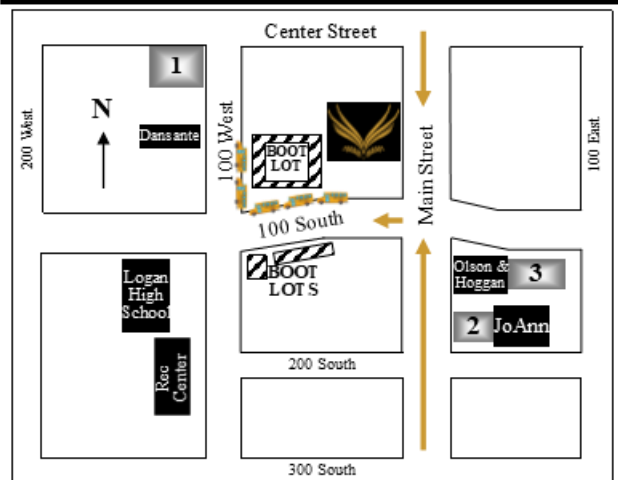 Center Street
1
N
Dansante
200 West
100 West
BOOT
LOT
Main Street
100 East
100 South
BOOT
LOT S
Logan
High
School
Rec
Center
Olson &
Hoggan
3
2
JoAnn
200 South
300 South